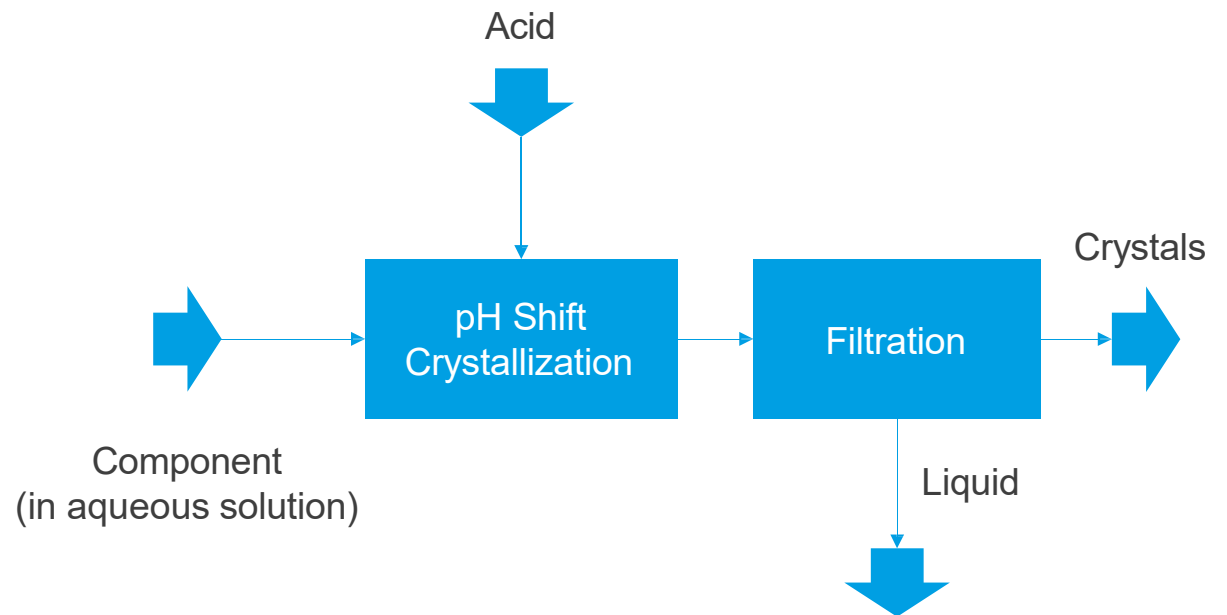 Acid
Crystals
pH Shift
Crystallization
Filtration
Component
(in aqueous solution)
Liquid